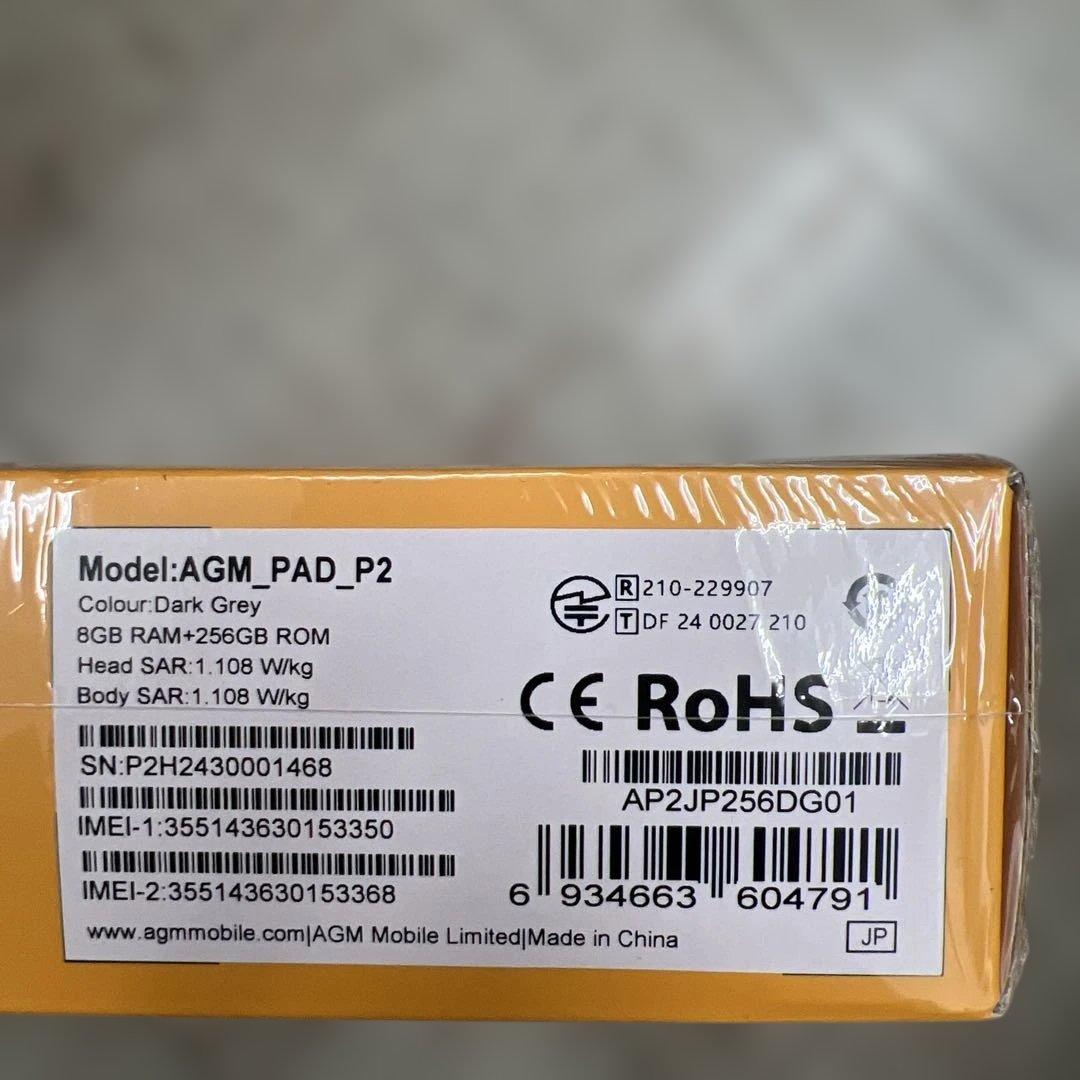 Model:AGM_PAD_P2
Colour:Dark Grey
8GB RAM+256GB ROM
Head SAR:1.108 W/kg
Body SAR:1.108 W/kg
SN:P2H2430001468
IMEI-1:355143630153350
IMEI-2:355143630153368
www.agmmobile.com|AGM Mobile Limited|Made in China
R 210-229907
T DF 24 0027 210
CE RoHS
AP2JP256DG01
6 934663 604791
JP